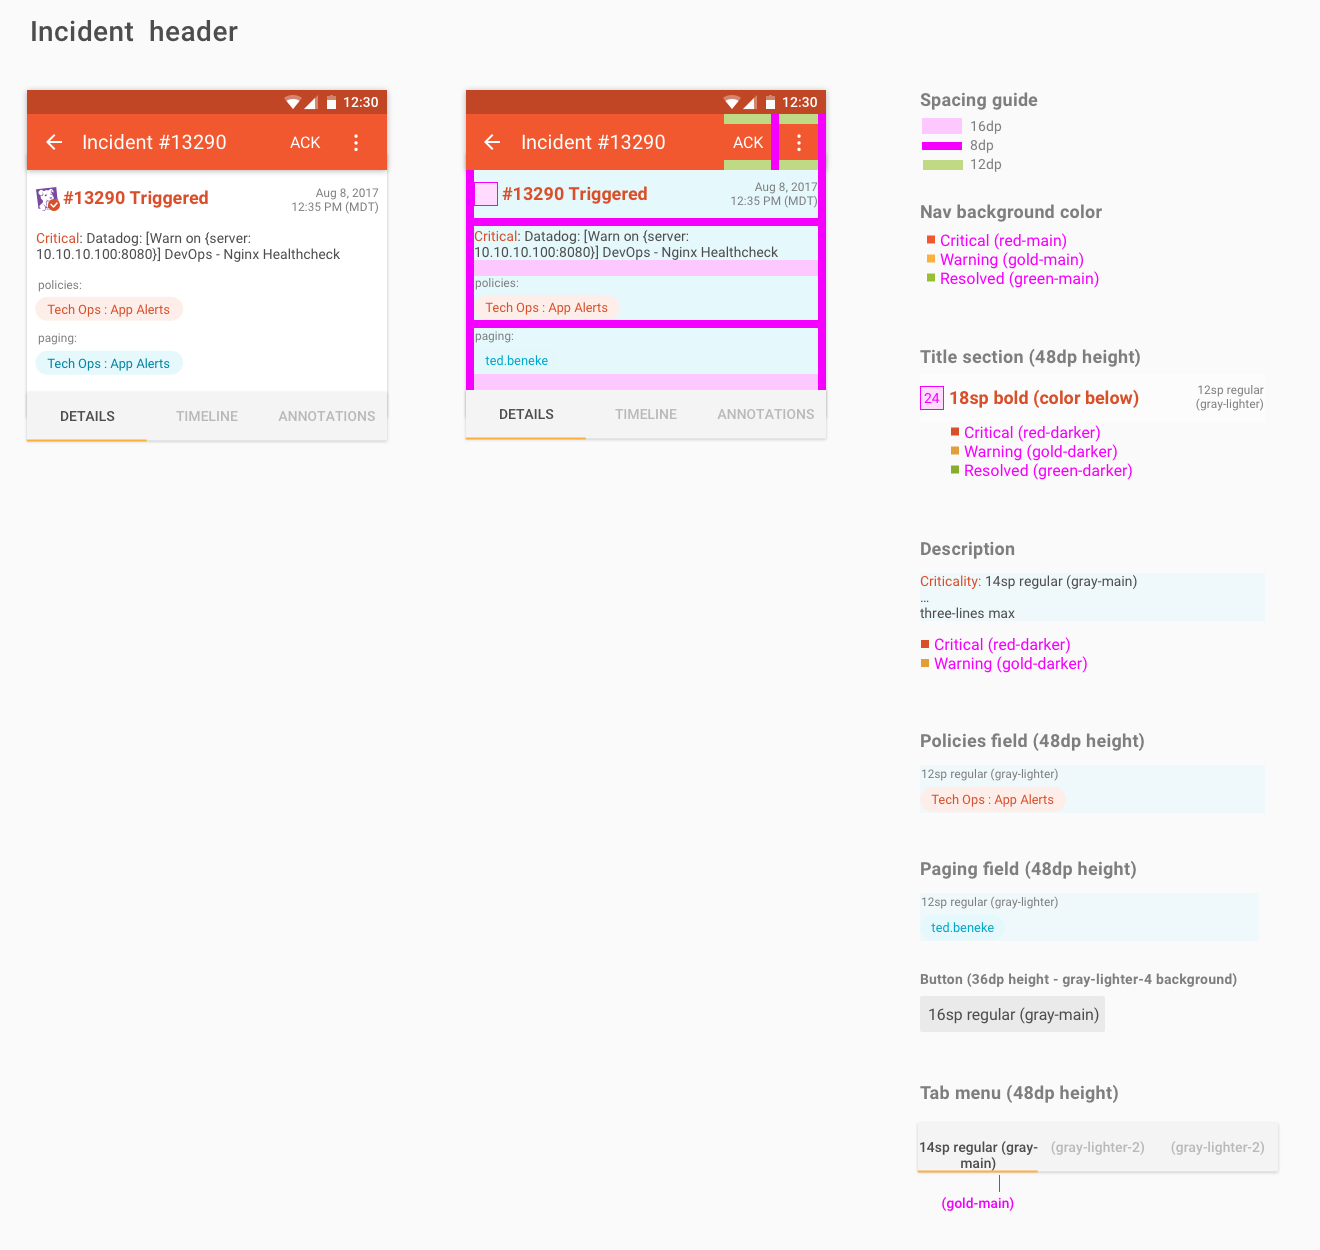 Incident header
12:30
Incident #13290
ACK
#13290 Triggered
Aug 8, 2017
12:35 PM (MDT)
Critical: Datadog: [Warn on {server:
10.10.10.100:8080}] DevOps - Nginx Healthcheck
policies:
Tech Ops : App Alerts
paging:
Tech Ops : App Alerts
DETAILS
TIMELINE
ANNOTATIONS
12:30
Incident #13290
ACK
#13290 Triggered
Aug 8, 2017
12:35 PM (MDT)
Critical: Datadog: [Warn on {server:
10.10.10.100:8080}] DevOps - Nginx Healthcheck
policies:
Tech Ops : App Alerts
paging:
ted.beneke
DETAILS
TIMELINE
ANNOTATIONS
Spacing guide
16dp
8dp
12dp
Nav background color
Critical (red-main)
Warning (gold-main)
Resolved (green-main)
Title section (48dp height)
24
18sp bold (color below)
12sp regular
(gray-lighter)
Critical (red-darker)
Warning (gold-darker)
Resolved (green-darker)
Description
Criticality: 14sp regular (gray-main)
...
three-lines max
Critical (red-darker)
Warning (gold-darker)
Policies field (48dp height)
12sp regular (gray-lighter)
Tech Ops : App Alerts
Paging field (48dp height)
12sp regular (gray-lighter)
ted.beneke
Button (36dp height - gray-lighter-4 background)
16sp regular (gray-main)
Tab menu (48dp height)
14sp regular (gray-
main)
(gray-lighter-2)
(gray-lighter-2)
(gold-main)